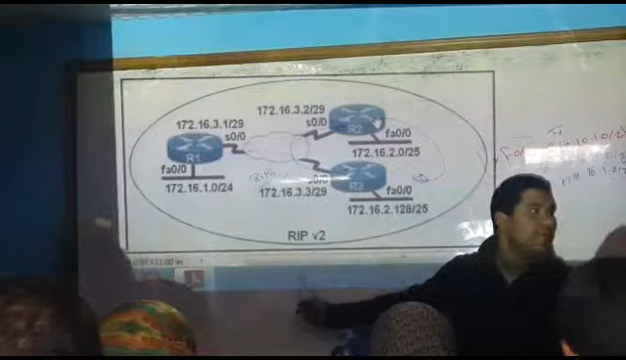 172.16.3.2/29
s0/0
R2
172.16.3.1/29
s0/0
fa0/0
172.16.2.0/25
R1
fa0/0
172.16.1.0/24
R3
s0/0
172.16.3.3/29
fa0/0
172.16.2.128/25
RIP v2